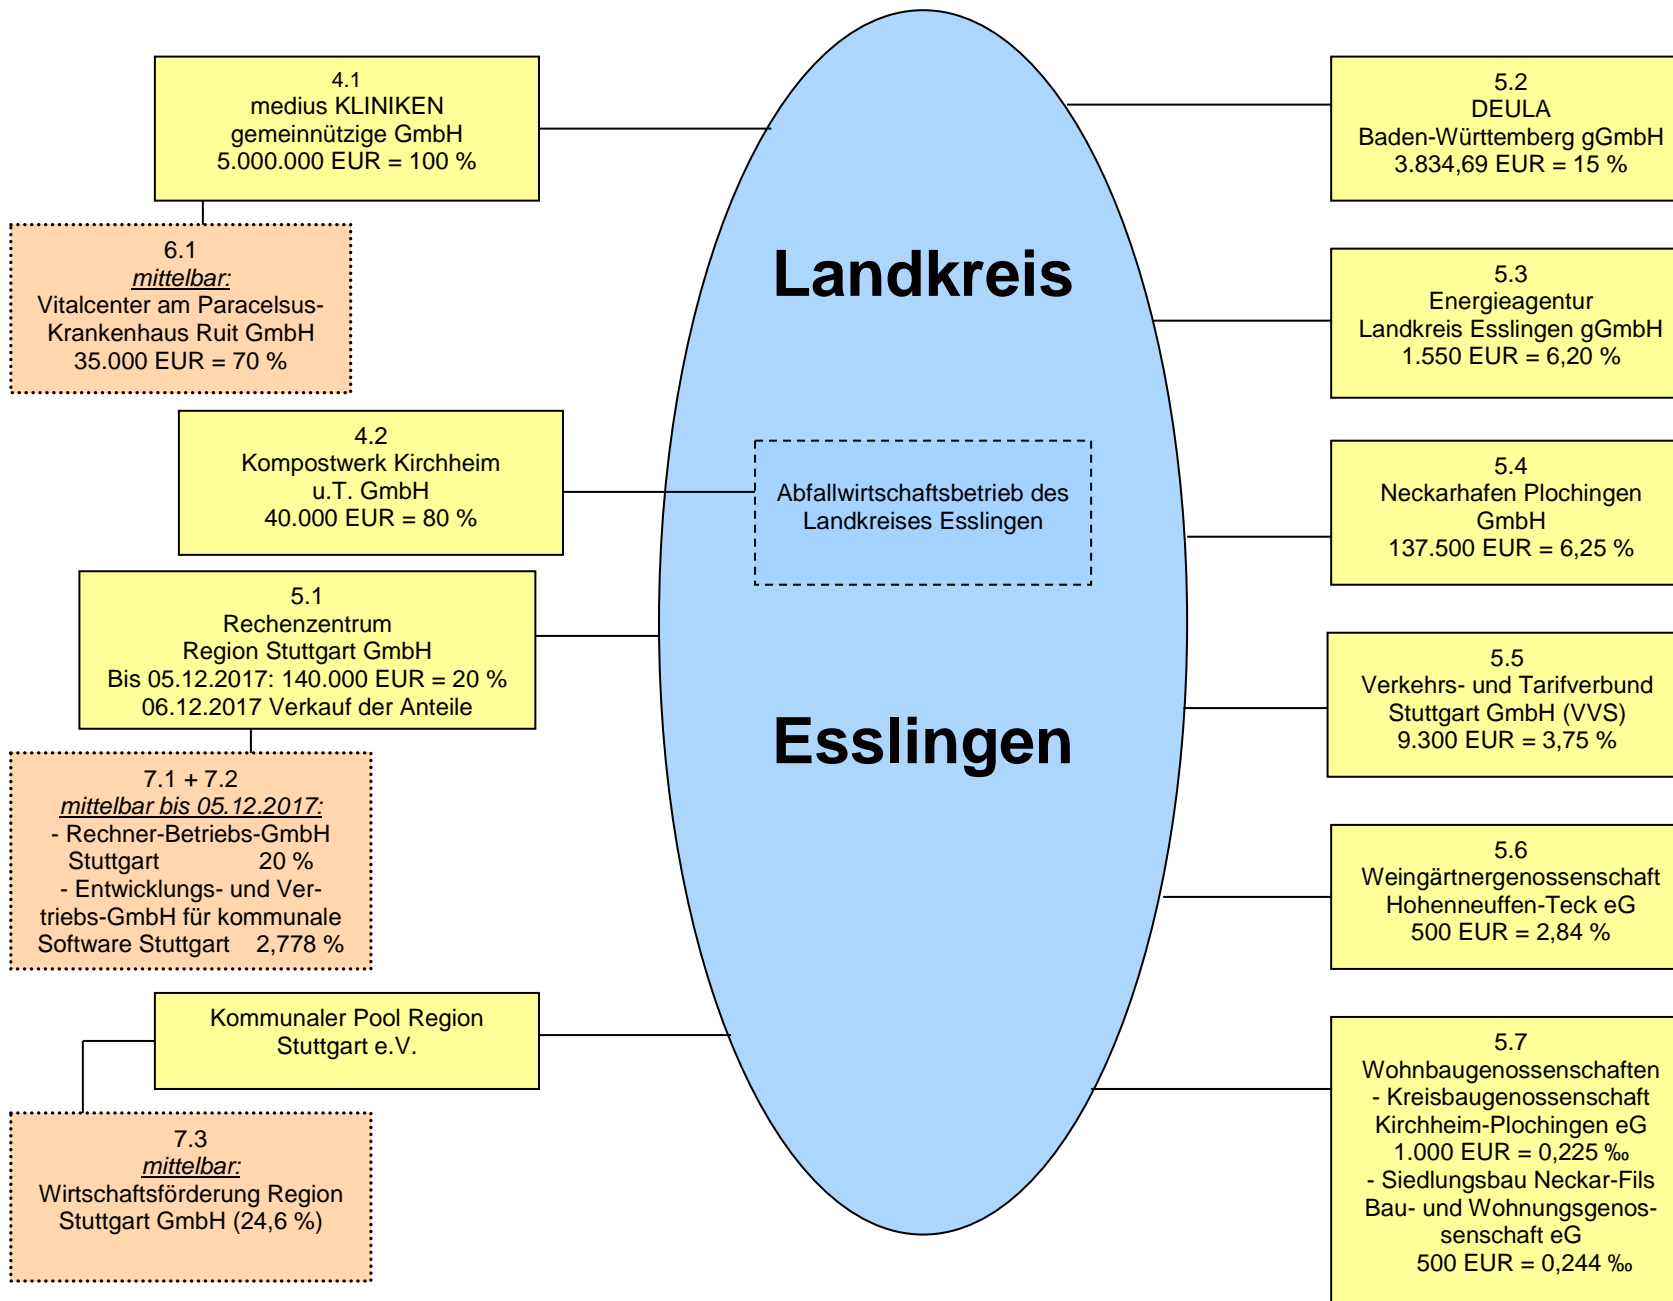 4.1
medius KLINIKEN
gemeinnützige GmbH
5.000.000 EUR = 100 %
6.1
mittelbar:
Vitalcenter am Paracelsus-
Krankenhaus Ruit GmbH
35.000 EUR = 70 %
4.2
Kompostwerk Kirchheim
u.T. GmbH
40.000 EUR = 80 %
5.1
Rechenzentrum
Region Stuttgart GmbH
Bis 05.12.2017: 140.000 EUR = 20 %
06.12.2017 Verkauf der Anteile
7.1 + 7.2
mittelbar bis 05.12.2017:
- Rechner-Betriebs-GmbH
Stuttgart 20 %
- Entwicklungs- und Ver-
triebs-GmbH für kommunale
Software Stuttgart 2,778 %
Kommunaler Pool Region
Stuttgart e.V.
7.3
mittelbar:
Wirtschaftsförderung Region
Stuttgart GmbH (24,6 %)
Landkreis
Abfallwirtschaftsbetrieb des
Landkreises Esslingen
Esslingen
5.2
DEULA
Baden-Württemberg gGmbH
3.834,69 EUR = 15 %
5.3
Energieagentur
Landkreis Esslingen gGmbH
1.550 EUR = 6,20 %
5.4
Neckarhafen Plochingen
GmbH
137.500 EUR = 6,25 %
5.5
Verkehrs- und Tarifverbund
Stuttgart GmbH (VVS)
9.300 EUR = 3,75 %
5.6
Weingärtnergenossenschaft
Hohenneuffen-Teck eG
500 EUR = 2,84 %
5.7
Wohnbaugenossenschaften
- Kreisbaugenossenschaft
Kirchheim-Plochingen eG
1.000 EUR = 0,225 ‰
- Siedlungsbau Neckar-Fils
Bau- und Wohnungsgenos-
senschaft eG
500 EUR = 0,244 ‰